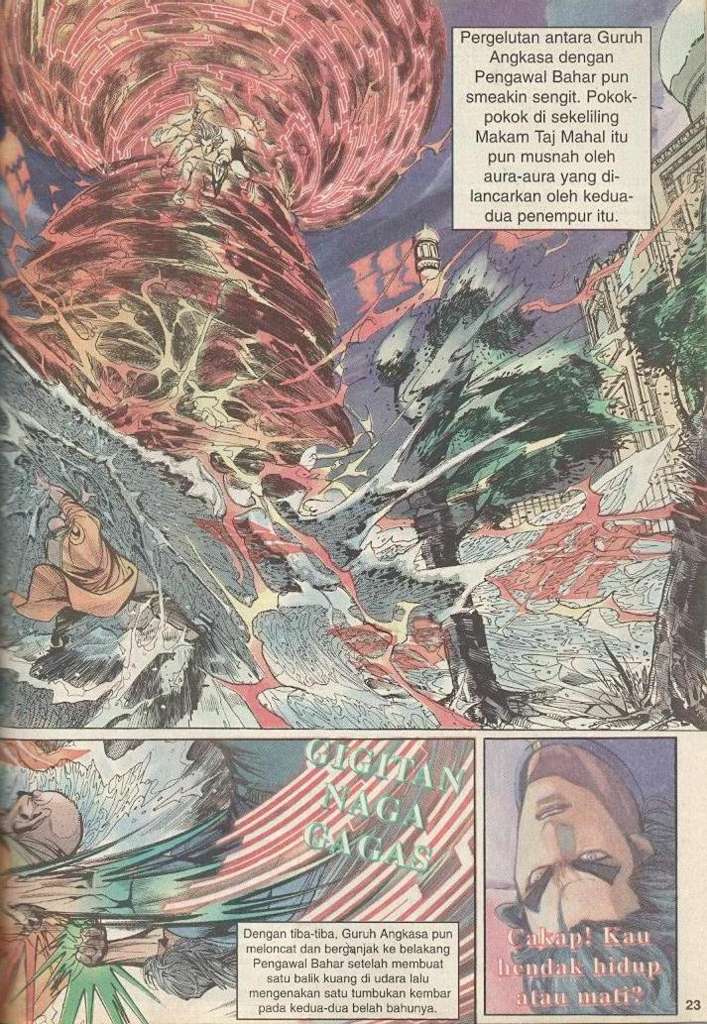 Pergelutan antara Guruh
Angkasa dengan
Pengawal Bahar pun
smeakin sengit. Pokok-
pokok di sekeliling
Makam Taj Mahal itu
pun musnah oleh
aura-aura yang di-
lancarkan oleh kedua-
dua penempur itu.
GIGITAN
NAGA
GAGAS
Dengan tiba-tiba, Guruh Angkasa pun
meloncat dan berganjak ke belakang
Pengawal Bahar setelah membuat
satu balik kuang di udara lalu
mengenakan satu tumbukan kembar
pada kedua-dua belah bahunya.
Cakap! Kau
hendak hidup
atau mati?
23